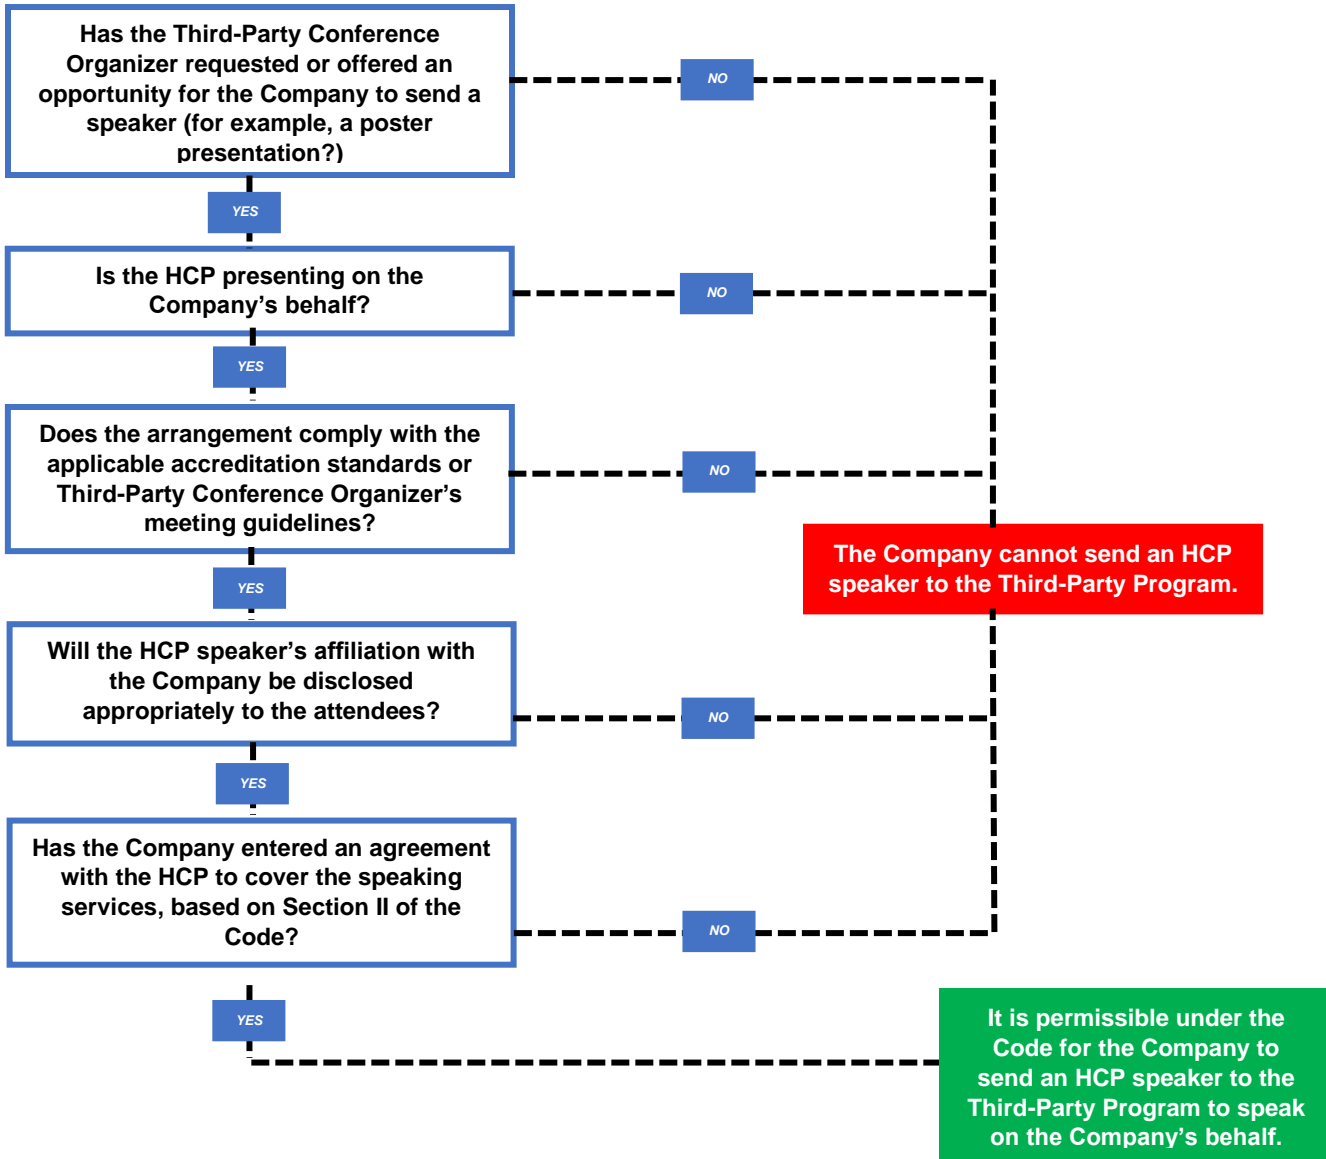 Has the Third-Party Conference
Organizer requested or offered an
opportunity for the Company to send a
speaker (for example, a poster
presentation?)
NO
YES
Is the HCP presenting on the
Company’s behalf?
NO
YES
Does the arrangement comply with the
applicable accreditation standards or
Third-Party Conference Organizer’s
meeting guidelines?
NO
The Company cannot send an HCP
speaker to the Third-Party Program.
YES
Will the HCP speaker’s affiliation with
the Company be disclosed
appropriately to the attendees?
NO
YES
Has the Company entered an agreement
with the HCP to cover the speaking
services, based on Section II of the
Code?
NO
YES
It is permissible under the
Code for the Company to
send an HCP speaker to the
Third-Party Program to speak
on the Company’s behalf.